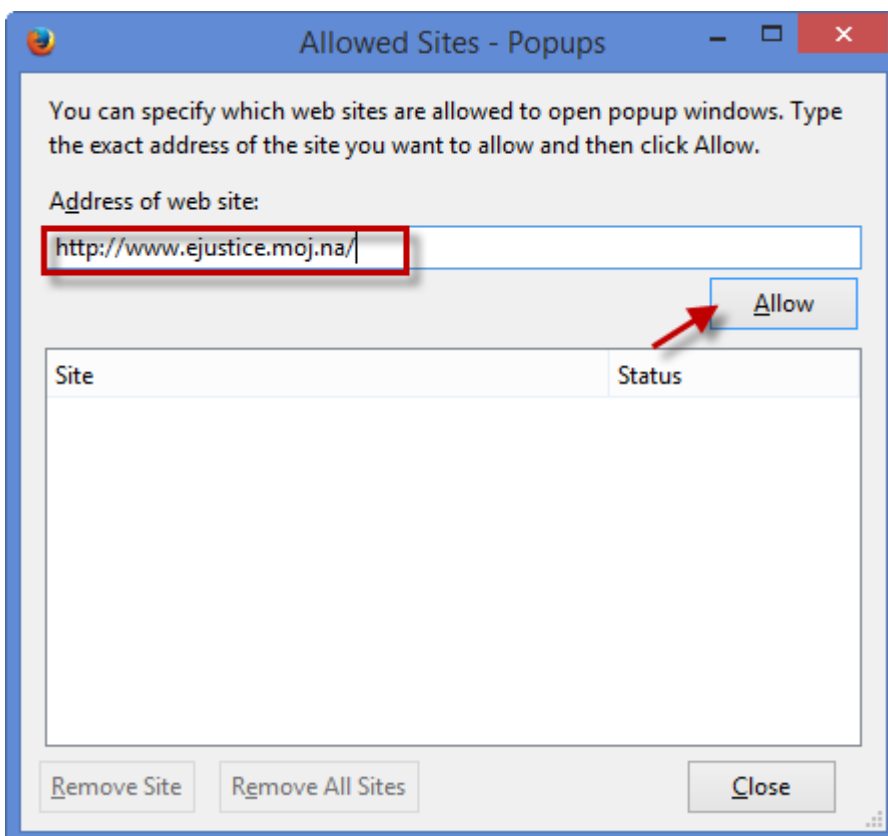 Allowed Sites - Popups
You can specify which web sites are allowed to open popup windows. Type
the exact address of the site you want to allow and then click Allow.
Address of web site:
http://www.ejustice.moj.na/
Allow
Site Status
Remove Site Remove All Sites Close